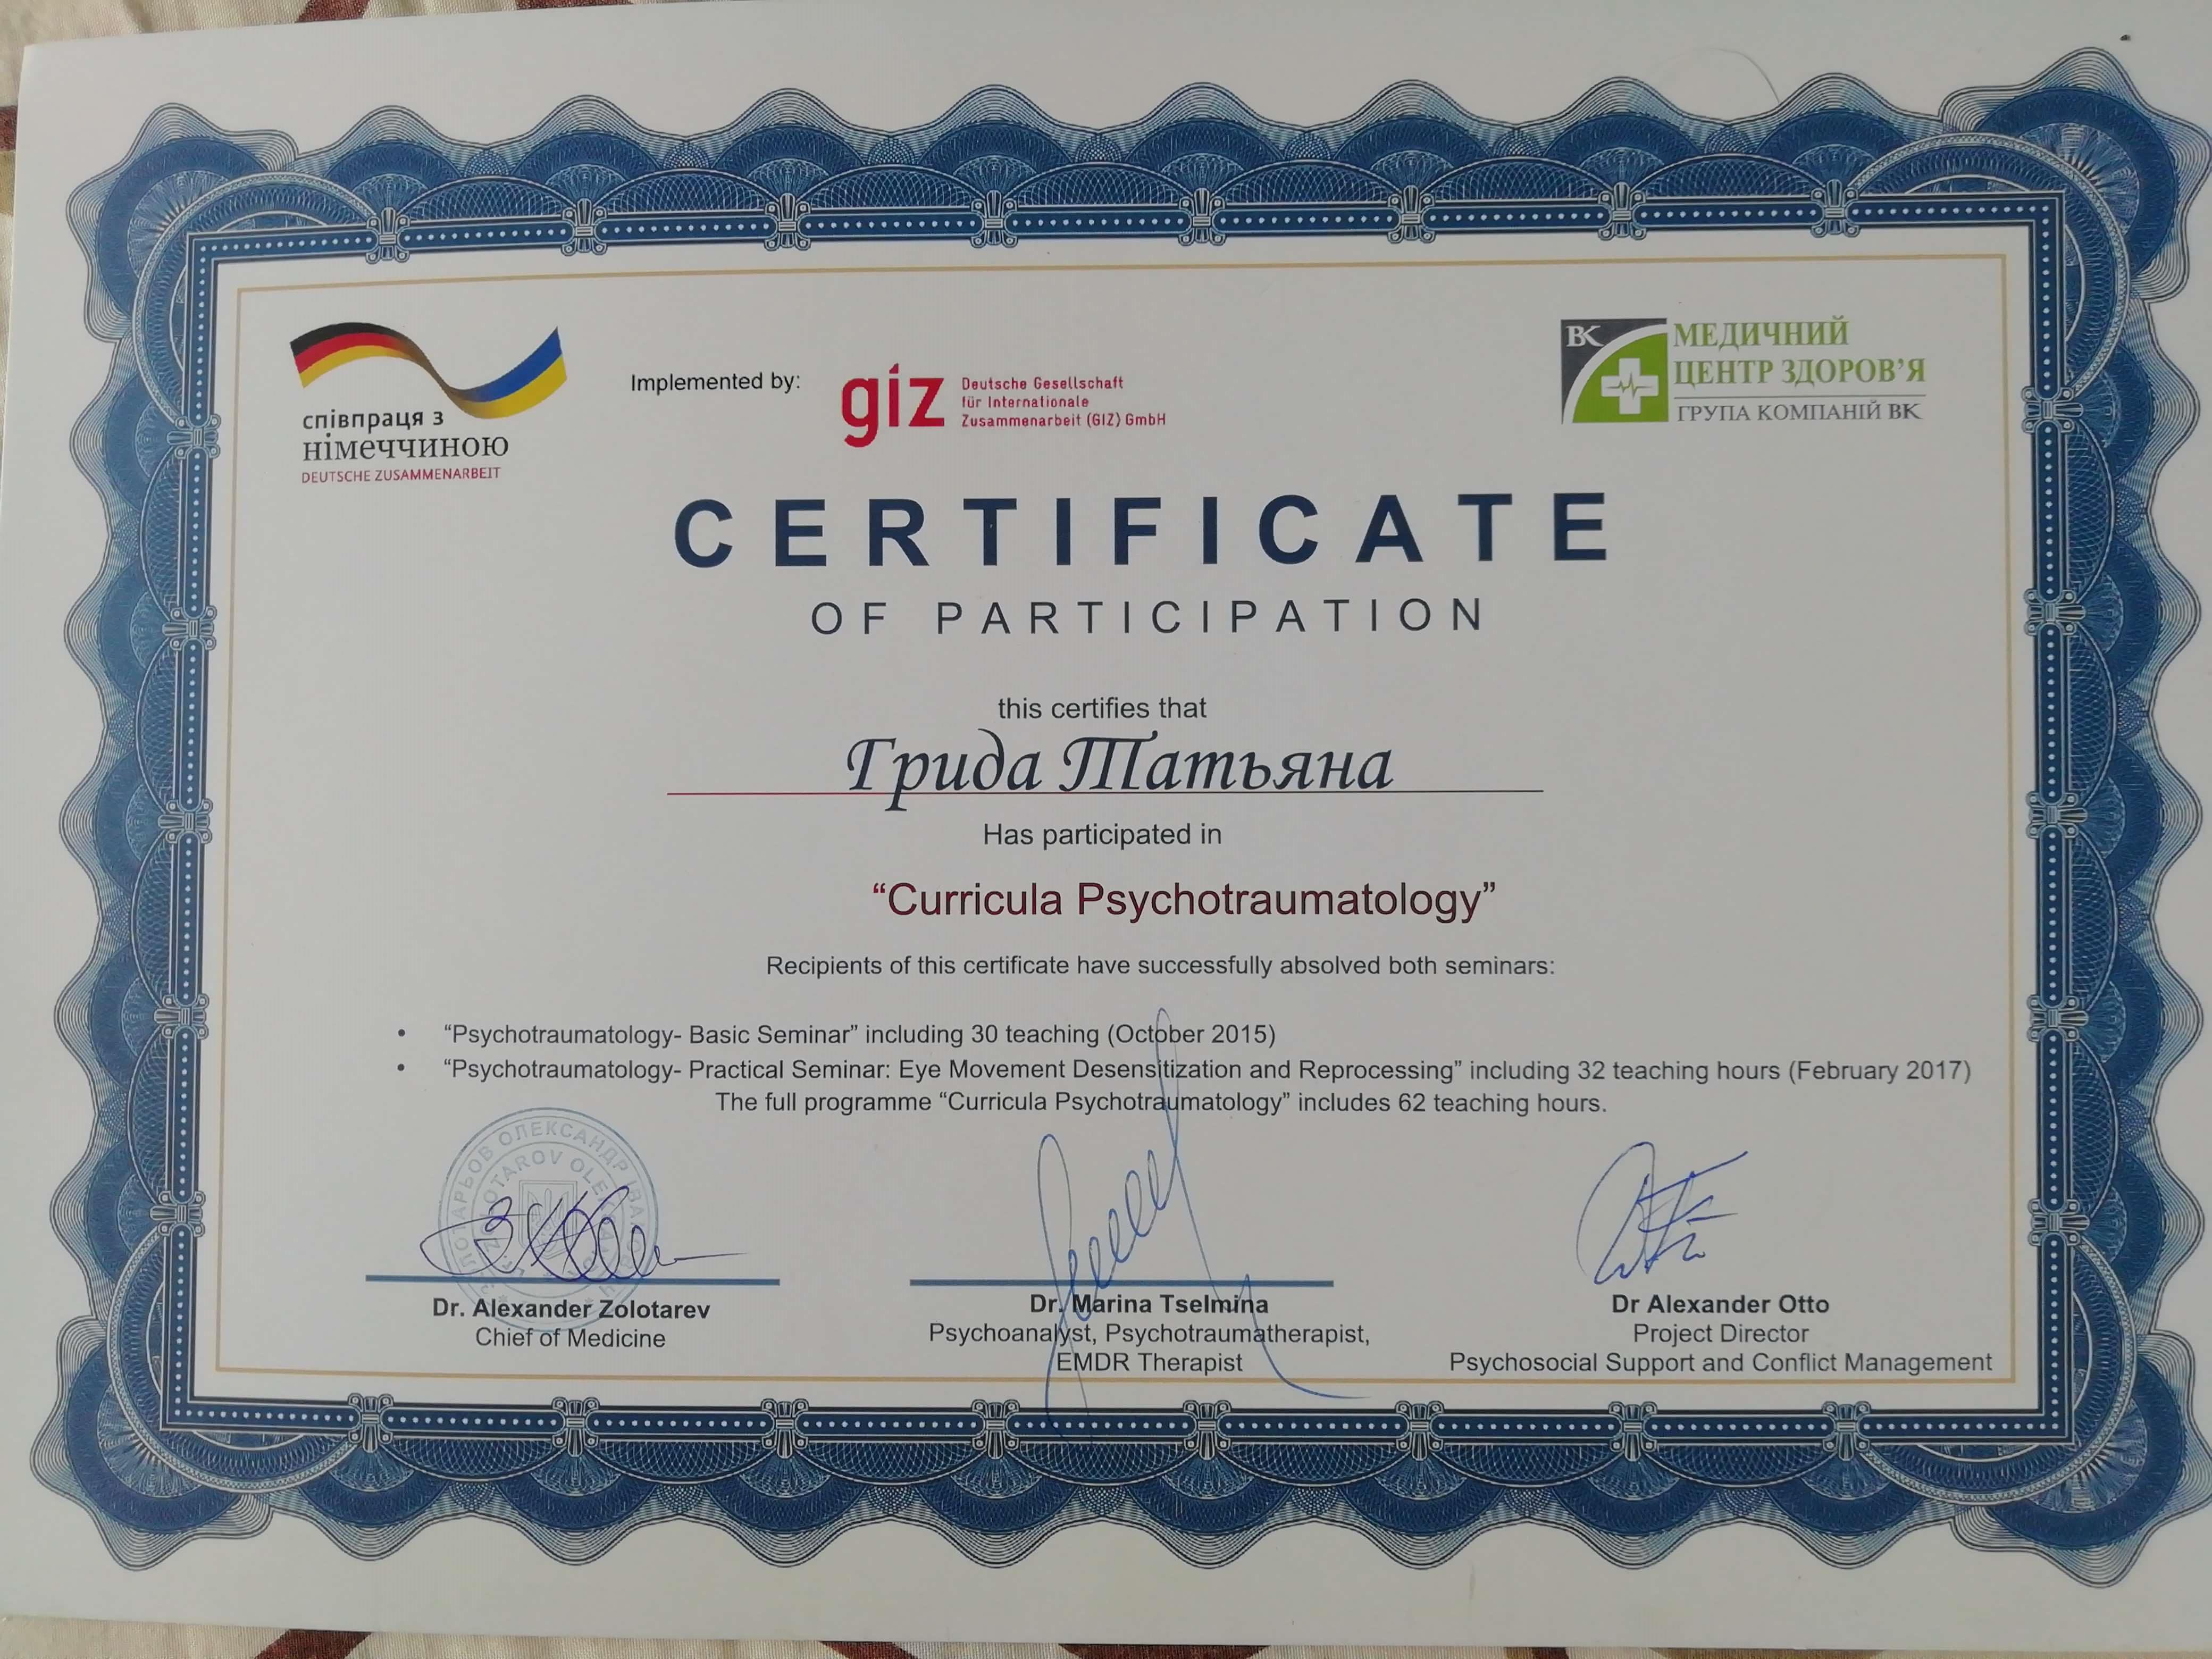 співпраця з
німеччиною
DEUTSCHE ZUSAMMENARBEIT
Implemented by:
giz Deutsche Gesellschaft
für Internationale
Zusammenarbeit (GIZ) GmbH
ВК МЕДИЧНИЙ
ЦЕНТР ЗДОРОВ'Я
ГРУПА КОМПАНІЙ ВК
CERTIFICATE
OF PARTICIPATION
this certifies that
Грида Татьяна
Has participated in
“Curricula Psychotraumatology”
Recipients of this certificate have successfully absolved both seminars:
• “Psychotraumatology- Basic Seminar” including 30 teaching (October 2015)
• “Psychotraumatology- Practical Seminar: Eye Movement Desensitization and Reprocessing” including 32 teaching hours (February 2017)
The full programme “Curricula Psychotraumatology” includes 62 teaching hours.
Dr. Alexander Zolotarev
Chief of Medicine
Dr. Marina Tselmina
Psychoanalyst, Psychotraumatherapist,
EMDR Therapist
Dr Alexander Otto
Project Director
Psychosocial Support and Conflict Management